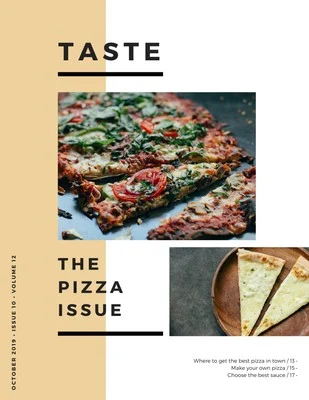 TASTE
THE
PIZZA
ISSUE
OCTOBER 2019 - ISSUE 10 - VOLUME 12
Where to get the best pizza in town / 13 -
Make your own pizza / 15 -
Choose the best sauce / 17 -